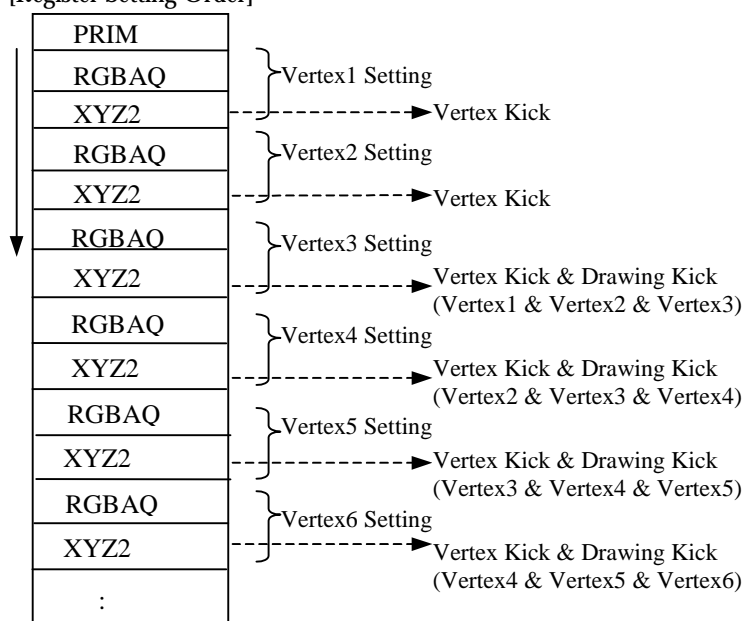 [Register Setting Order]
PRIM
RGBAQ
Vertex1 Setting
XYZ2
Vertex Kick
RGBAQ
Vertex2 Setting
XYZ2
Vertex Kick
RGBAQ
Vertex3 Setting
XYZ2
Vertex Kick & Drawing Kick
(Vertex1 & Vertex2 & Vertex3)
RGBAQ
Vertex4 Setting
XYZ2
Vertex Kick & Drawing Kick
(Vertex2 & Vertex3 & Vertex4)
RGBAQ
Vertex5 Setting
XYZ2
Vertex Kick & Drawing Kick
(Vertex3 & Vertex4 & Vertex5)
RGBAQ
Vertex6 Setting
XYZ2
Vertex Kick & Drawing Kick
(Vertex4 & Vertex5 & Vertex6)
: